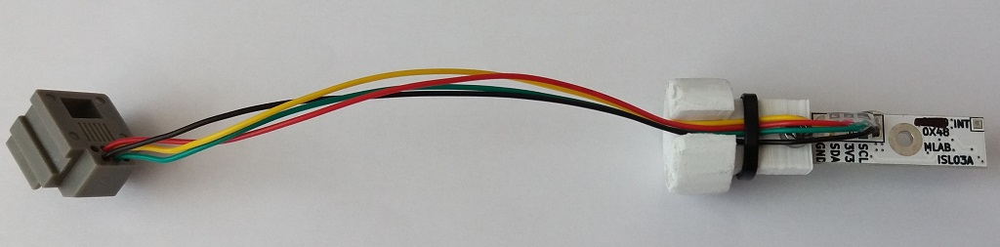 INT
0X48
MLAB
ISL03A
SCL
3V3
SDA
GND